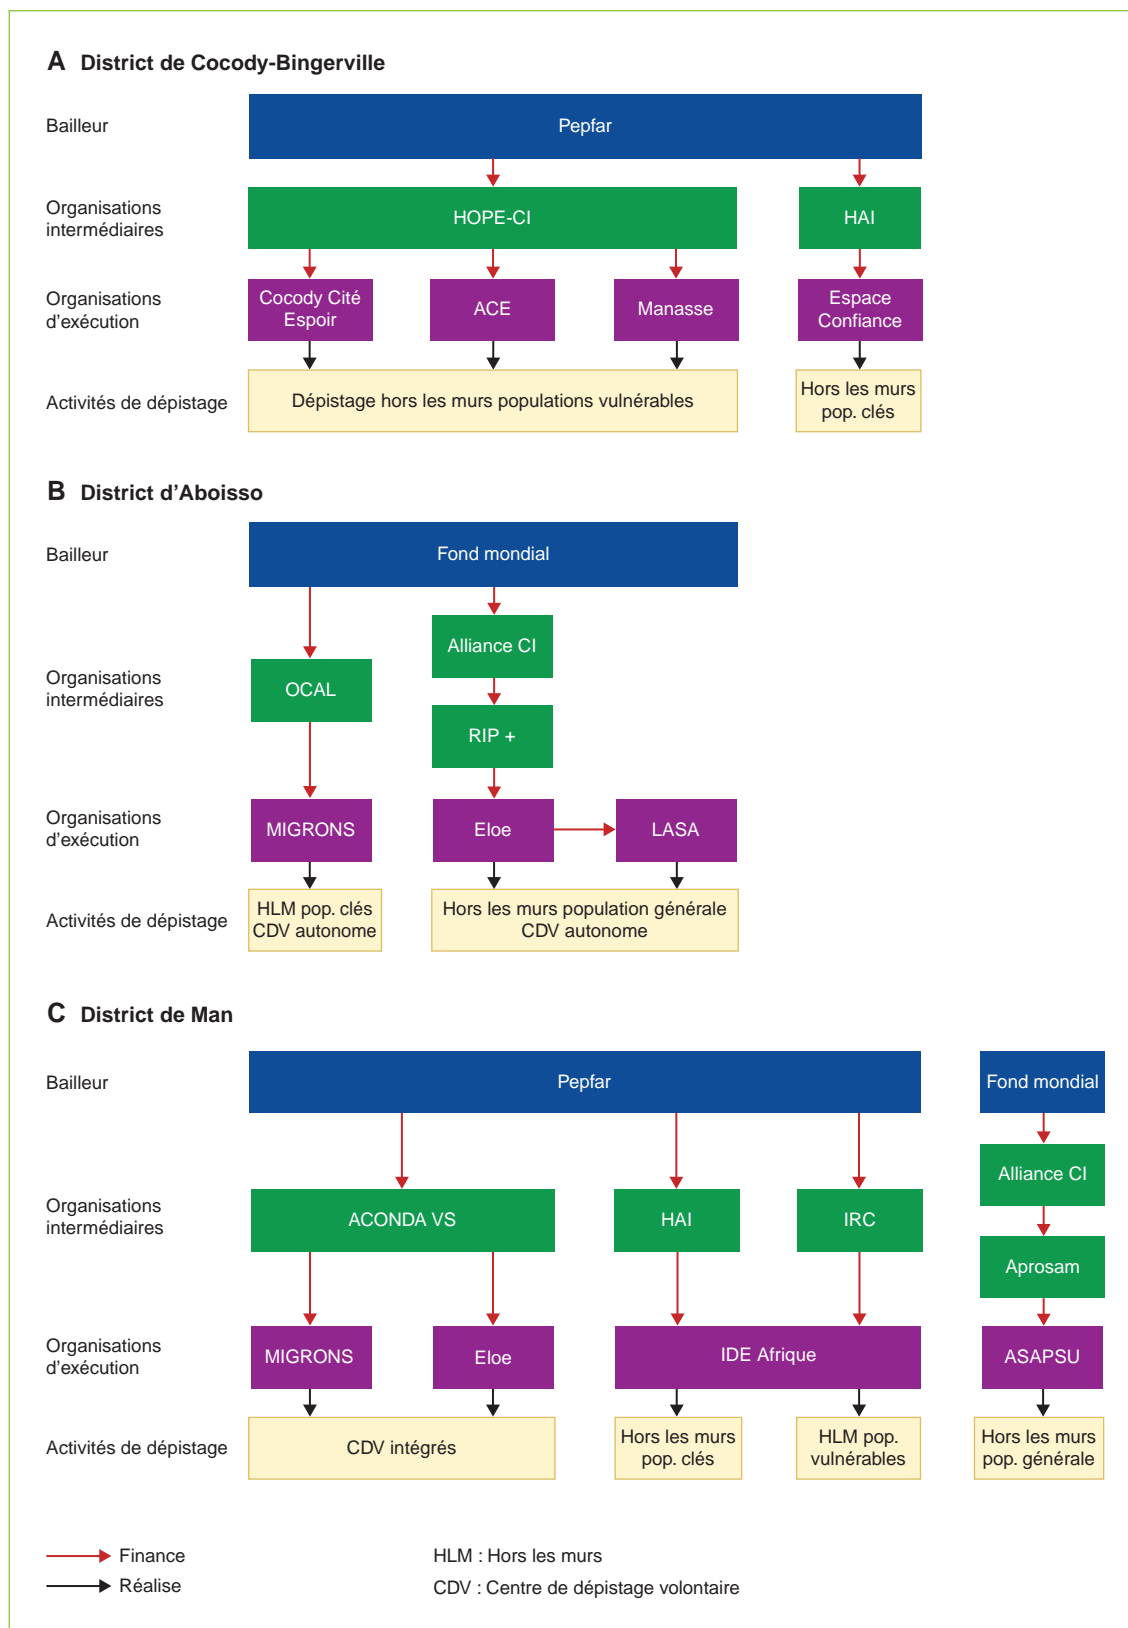 A District de Cocody-Bingerville
Bailleur
Pepfar
Organisations
intermédiaires
HOPE-CI
HAI
Organisations
d'exécution
Cocody Cité
Espoir
ACE
Manasse
Espace
Confiance
Activités de dépistage
Dépistage hors les murs populations vulnérables
Hors les murs
pop. clés
B District d'Aboisso
Bailleur
Fond mondial
Organisations
intermédiaires
OCAL
Alliance CI
RIP +
Organisations
d'exécution
MIGRONS
Eloe
LASA
Activités de dépistage
HLM pop. clés
CDV autonome
Hors les murs population générale
CDV autonome
C District de Man
Bailleur
Pepfar
Fond mondial
Organisations
intermédiaires
ACONDA VS
HAI
IRC
Alliance CI
Aprosam
Organisations
d'exécution
MIGRONS
Eloe
IDE Afrique
ASAPSU
Activités de dépistage
CDV intégrés
Hors les murs
pop. clés
HLM pop.
vulnérables
Hors les murs
pop. générale
Finance
Réalise
HLM : Hors les murs
CDV : Centre de dépistage volontaire